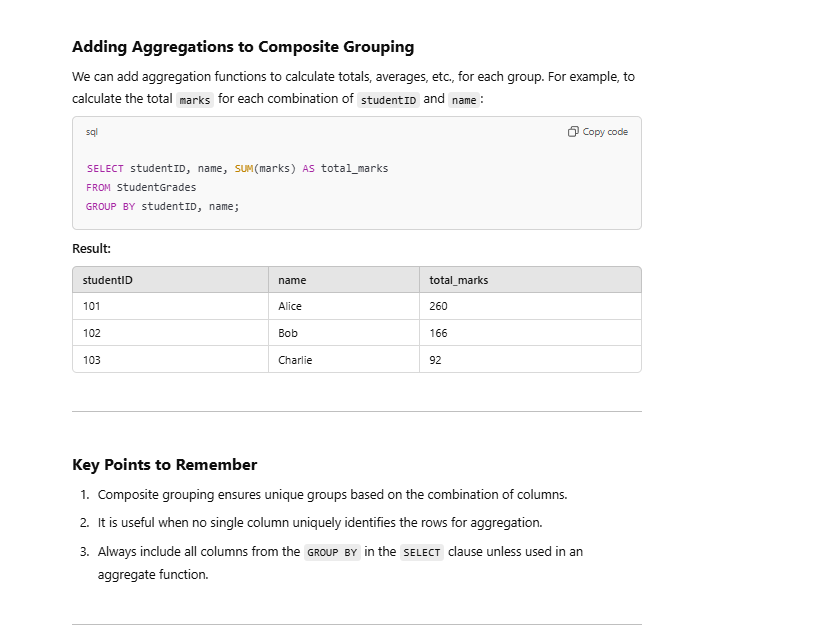 Adding Aggregations to Composite Grouping
We can add aggregation functions to calculate totals, averages, etc., for each group. For example, to
calculate the total marks for each combination of studentID and name:
sql Copy code
SELECT studentID, name, SUM(marks) AS total_marks
FROM StudentGrades
GROUP BY studentID, name;
Result:
studentID name total_marks
101 Alice 260
102 Bob 166
103 Charlie 92
Key Points to Remember
1. Composite grouping ensures unique groups based on the combination of columns.
2. It is useful when no single column uniquely identifies the rows for aggregation.
3. Always include all columns from the GROUP BY in the SELECT clause unless used in an
aggregate function.